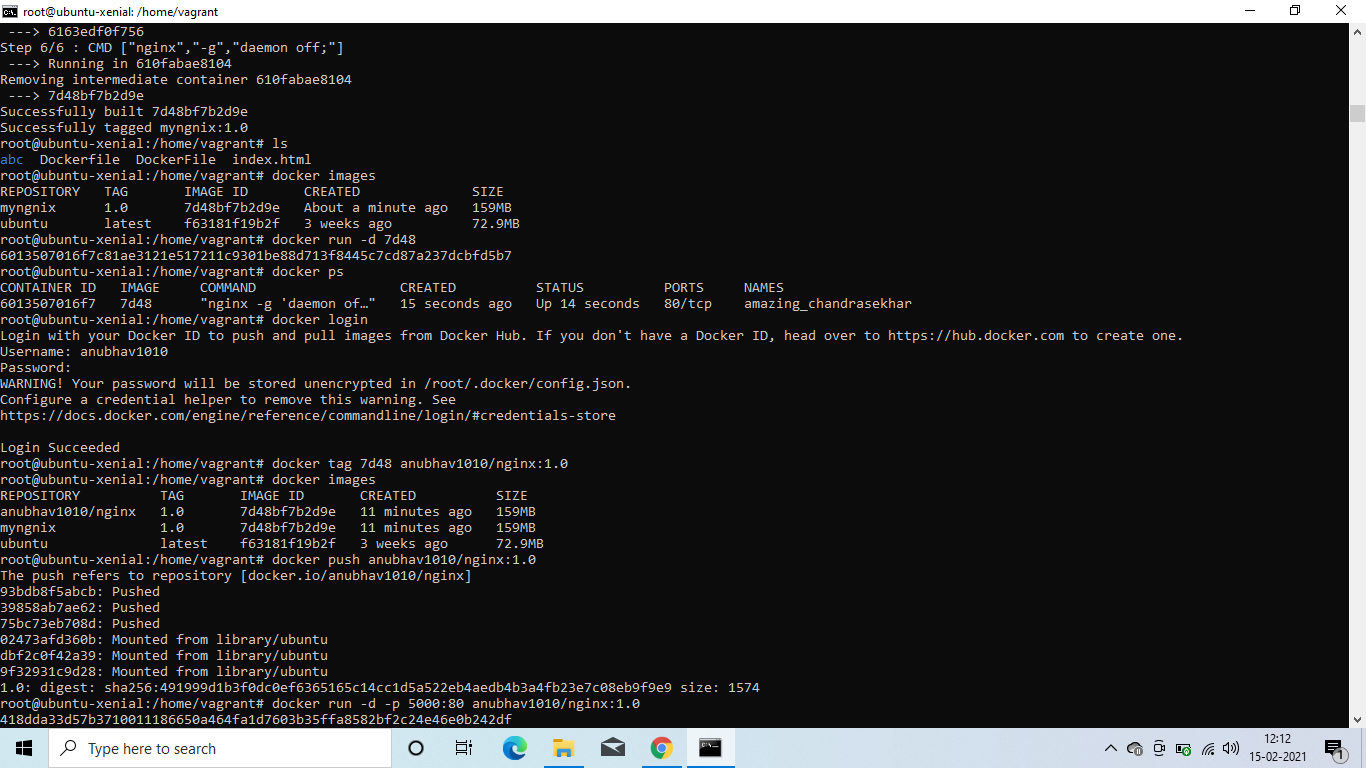 root@ubuntu-xenial: /home/vagrant
---> 6163edf0f756
Step 6/6 : CMD ["nginx","-g","daemon off;"]
---> Running in 610fabae8104
Removing intermediate container 610fabae8104
---> 7d48bf7b2d9e
Successfully built 7d48bf7b2d9e
Successfully tagged myngnix:1.0
root@ubuntu-xenial:/home/vagrant# ls
abc  Dockerfile  DockerFile  index.html
root@ubuntu-xenial:/home/vagrant# docker images
REPOSITORY   TAG       IMAGE ID       CREATED              SIZE
myngnix      1.0       7d48bf7b2d9e   About a minute ago   159MB
ubuntu       latest    f63181f19b2f   3 weeks ago          72.9MB
root@ubuntu-xenial:/home/vagrant# docker run -d 7d48
6013507016f7c81ae3121e517211c9301be88d713f8445c7cd87a237dcbfd5b7
root@ubuntu-xenial:/home/vagrant# docker ps
CONTAINER ID   IMAGE     COMMAND                  CREATED          STATUS          PORTS     NAMES
6013507016f7   7d48      "nginx -g 'daemon of…"   15 seconds ago   Up 14 seconds   80/tcp    amazing_chandrasekhar
root@ubuntu-xenial:/home/vagrant# docker login
Login with your Docker ID to push and pull images from Docker Hub. If you don't have a Docker ID, head over to https://hub.docker.com to create one.
Username: anubhav1010
Password:
WARNING! Your password will be stored unencrypted in /root/.docker/config.json.
Configure a credential helper to remove this warning. See
https://docs.docker.com/engine/reference/commandline/login/#credentials-store
Login Succeeded
root@ubuntu-xenial:/home/vagrant# docker tag 7d48 anubhav1010/nginx:1.0
root@ubuntu-xenial:/home/vagrant# docker images
REPOSITORY          TAG       IMAGE ID       CREATED          SIZE
anubhav1010/nginx   1.0       7d48bf7b2d9e   11 minutes ago   159MB
myngnix             1.0       7d48bf7b2d9e   11 minutes ago   159MB
ubuntu              latest    f63181f19b2f   3 weeks ago      72.9MB
root@ubuntu-xenial:/home/vagrant# docker push anubhav1010/nginx:1.0
The push refers to repository [docker.io/anubhav1010/nginx]
93bdb8f5abcb: Pushed
39858ab7ae62: Pushed
75bc73eb708d: Pushed
02473afd360b: Mounted from library/ubuntu
dbf2c0f42a39: Mounted from library/ubuntu
9f32931c9d28: Mounted from library/ubuntu
1.0: digest: sha256:491999d1b3f0dc0ef6365165c14cc1d5a522eb4aedb4b3a4fb23e7c08eb9f9e9 size: 1574
root@ubuntu-xenial:/home/vagrant# docker run -d -p 5000:80 anubhav1010/nginx:1.0
418dda33d57b3710011186650a464fa1d7603b35ffa8582bf2c24e46e0b242df
Type here to search
12:12
15-02-2021
1